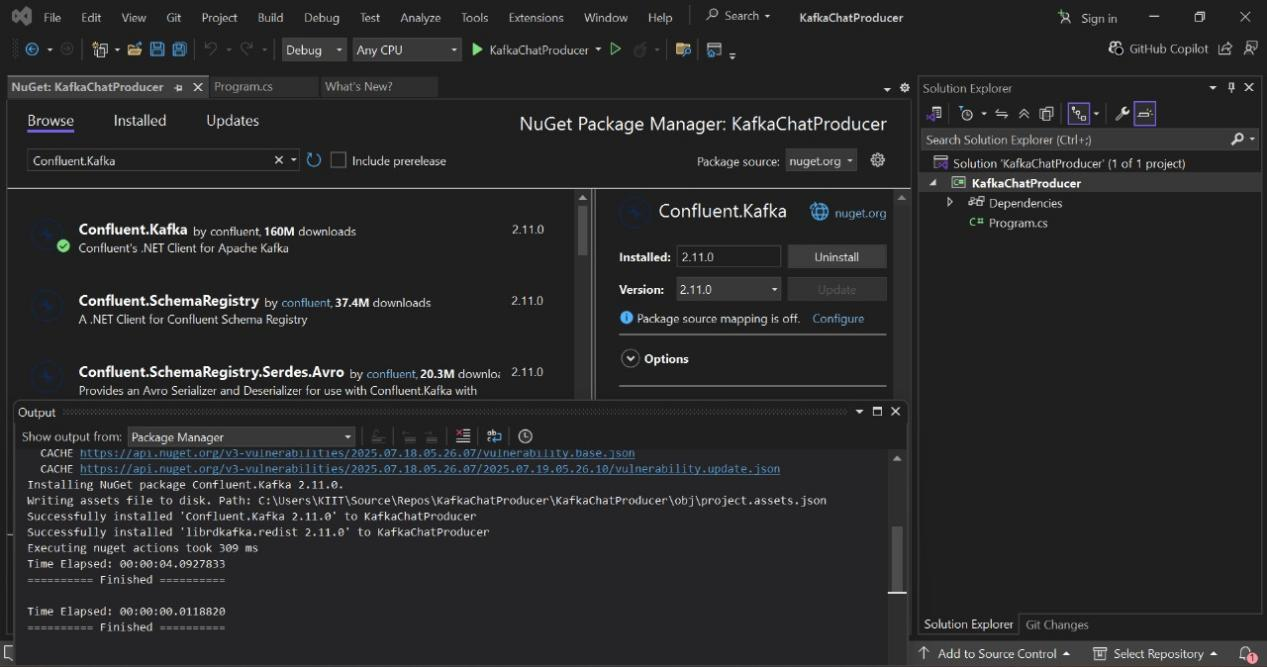 File Edit View Git Project Build Debug Test Analyze Tools Extensions Window Help Search KafkaChatProducer Sign in
Debug Any CPU KafkaChatProducer GitHub Copilot
NuGet: KafkaChatProducer Program.cs What's New?
Browse Installed Updates
NuGet Package Manager: KafkaChatProducer
Confluent.Kafka Include prerelease Package source: nuget.org
Confluent.Kafka by confluent, 160M downloads 2.11.0
Confluent's .NET Client for Apache Kafka
Confluent.SchemaRegistry by confluent, 37.4M downloads 2.11.0
A .NET Client for Confluent Schema Registry
Confluent.SchemaRegistry.Serdes.Avro by confluent, 20.3M downloa 2.11.0
Provides an Avro Serializer and Deserializer for use with Confluent.Kafka with
Confluent.Kafka nuget.org
Installed: 2.11.0 Uninstall
Version: 2.11.0 Update
Package source mapping is off. Configure
Options
Output
Show output from: Package Manager
CACHE https://api.nuget.org/v3-vulnerabilities/2025.07.18.05.26.07/vulnerability.base.json
CACHE https://api.nuget.org/v3-vulnerabilities/2025.07.18.05.26.07/2025.07.19.05.26.10/vulnerability.update.json
Installing NuGet package Confluent.Kafka 2.11.0.
Writing assets file to disk. Path: C:\Users\KIIT\Source\Repos\KafkaChatProducer\KafkaChatProducer\obj\project.assets.json
Successfully installed 'Confluent.Kafka 2.11.0' to KafkaChatProducer
Successfully installed 'librdkafka.redist 2.11.0' to KafkaChatProducer
Executing nuget actions took 309 ms
Time Elapsed: 00:00:04.0927833
========== Finished ==========
Time Elapsed: 00:00:00.0118820
========== Finished ==========
Solution Explorer
Search Solution Explorer (Ctrl+;)
Solution 'KafkaChatProducer' (1 of 1 project)
KafkaChatProducer
Dependencies
C# Program.cs
Solution Explorer Git Changes
Add to Source Control Select Repository 1